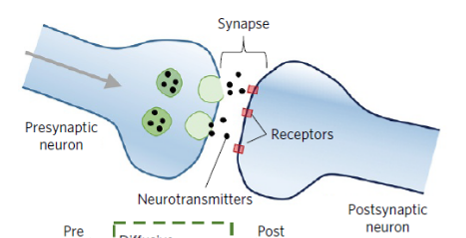 Synapse
Presynaptic
neuron
Receptors
Neurotransmitters
Postsynaptic
neuron
Pre
Post